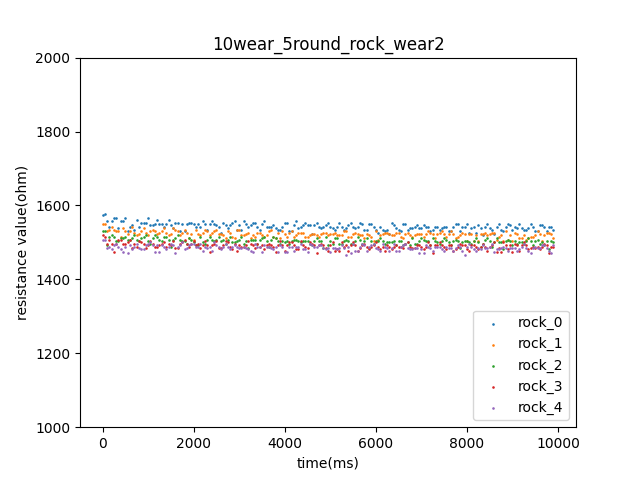 10wear_5round_rock_wear2
2000
1800
1600
1400
1200
1000
resistance value(ohm)
0
2000
4000
6000
8000
10000
time(ms)
rock_0
rock_1
rock_2
rock_3
rock_4